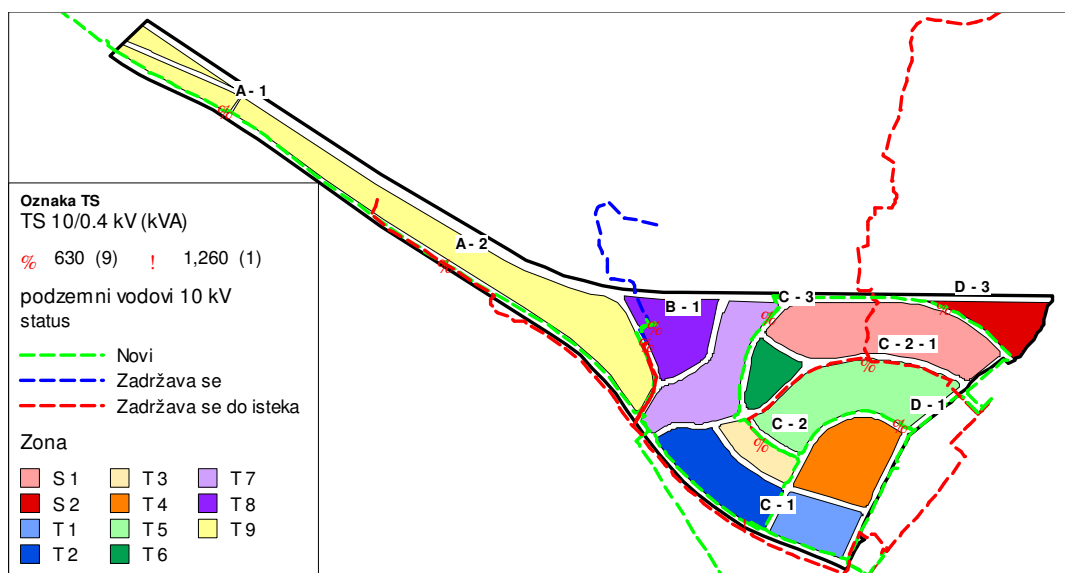 A - 1
A - 2
B - 1
C - 3
D - 3
C - 2 - 1
D - 1
C - 2
C - 1
%
%
%
%
%
%
%
%
%
Oznaka TS
TS 10/0.4 kV (kVA)
% 630 (9) ! 1,260 (1)
podzemni vodovi 10 kV
status
Novi
Zadržava se
Zadržava se do isteka
Zona
S 1 T 3 T 7
S 2 T 4 T 8
T 1 T 5 T 9
T 2 T 6